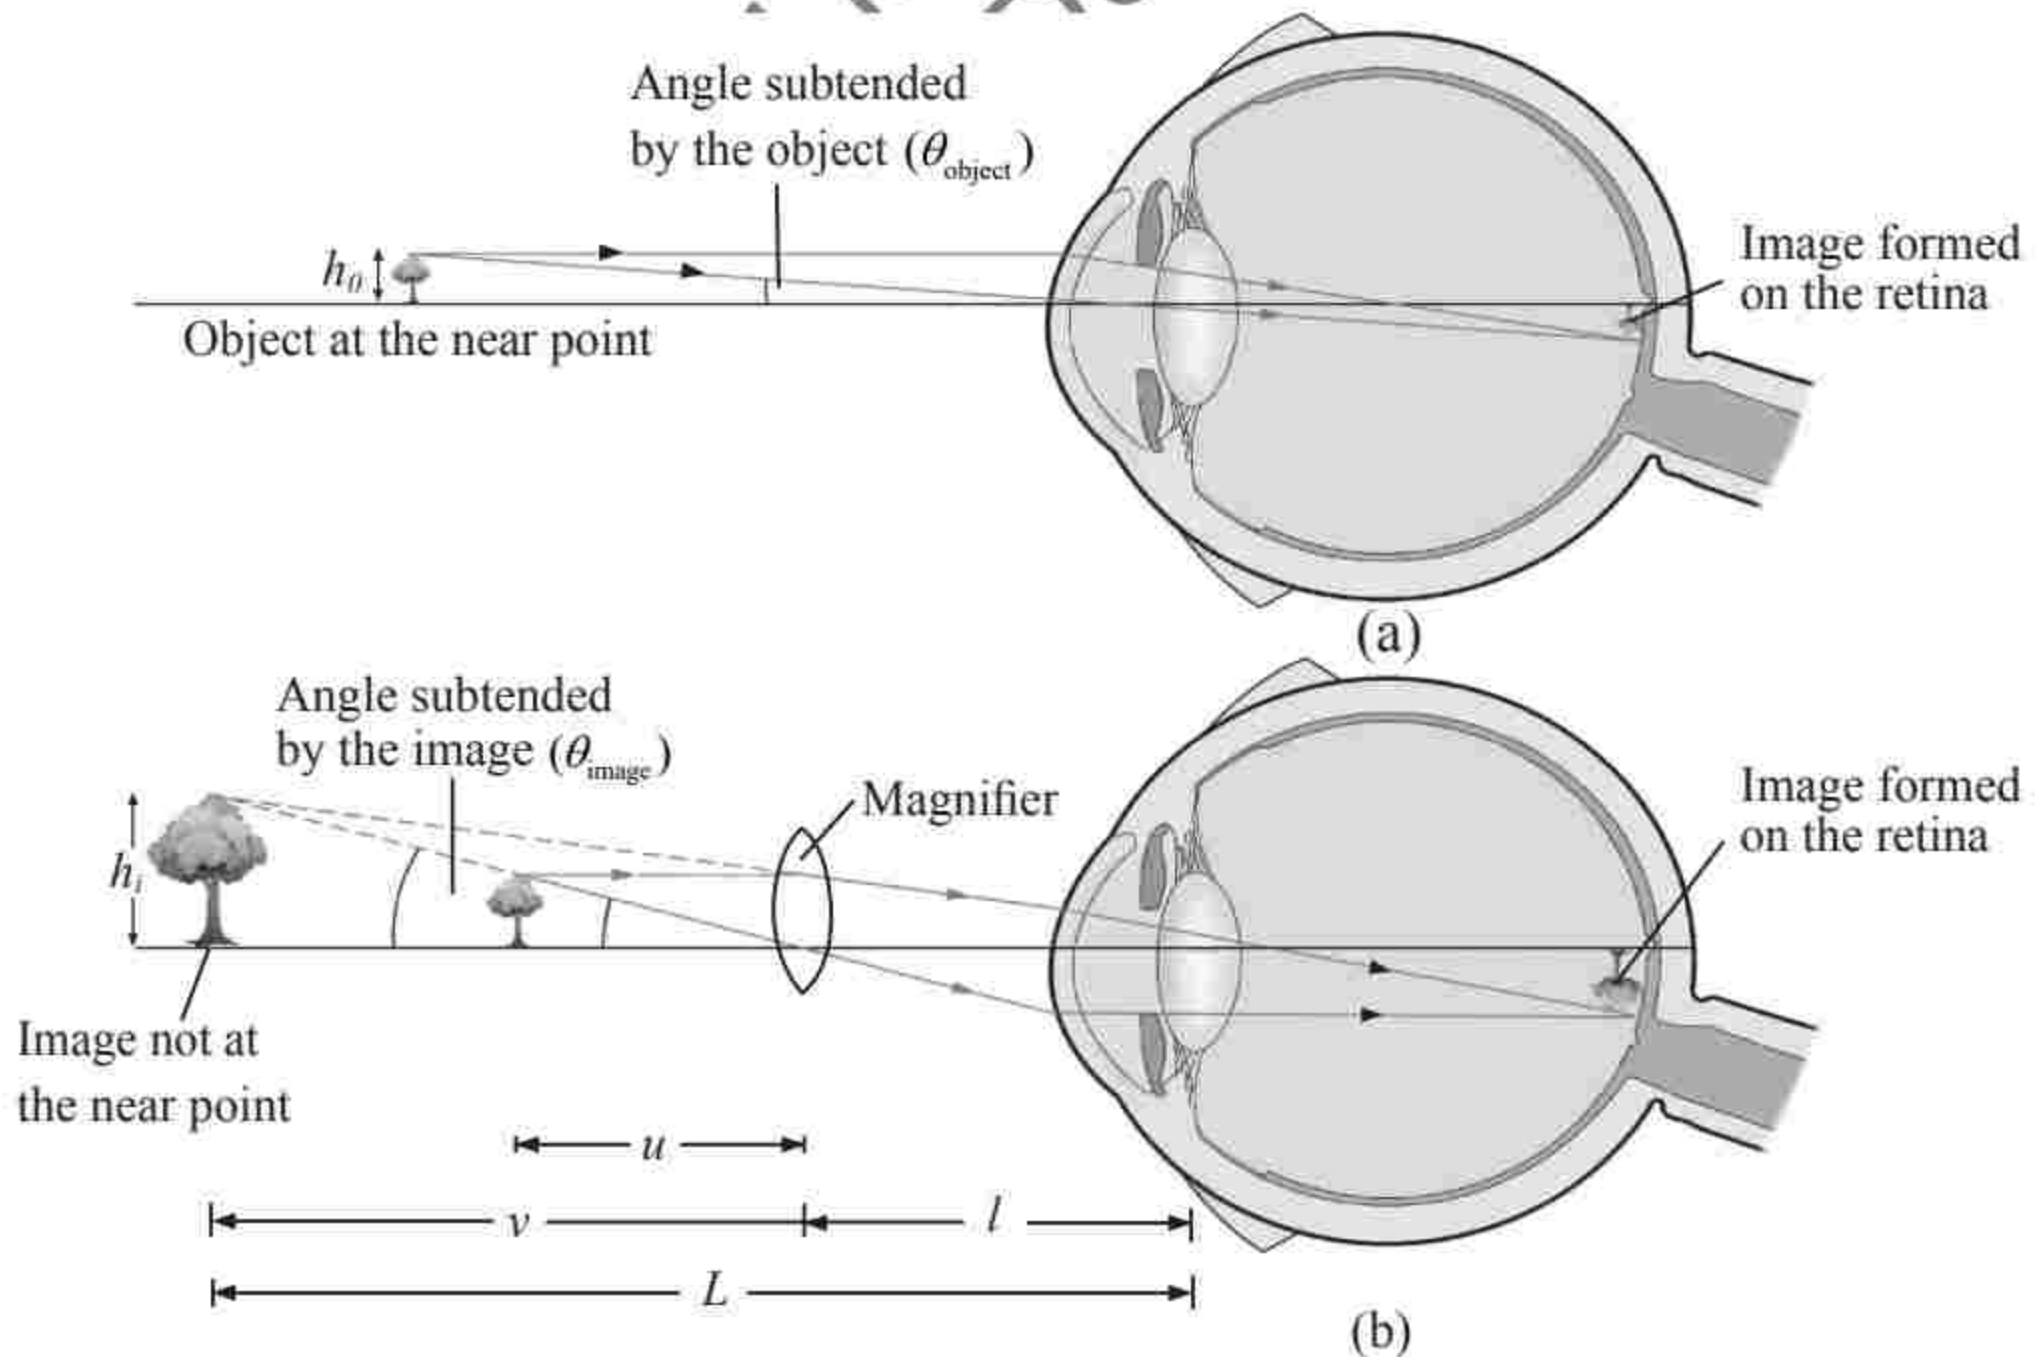 Angle subtended
by the object (θobject)
h0
Object at the near point
Image formed
on the retina
(a)
Angle subtended
by the image (θimage)
Magnifier
Image formed
on the retina
hi
Image not at
the near point
u
v
l
L
(b)